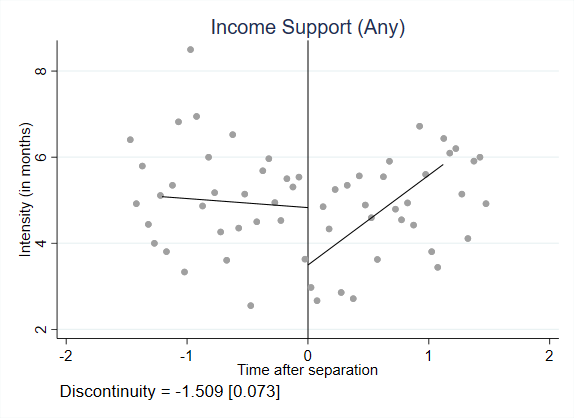 Income Support (Any)
Intensity (in months)
8
6
4
2
-2 -1 0 1 2
Time after separation
Discontinuity = -1.509 [0.073]